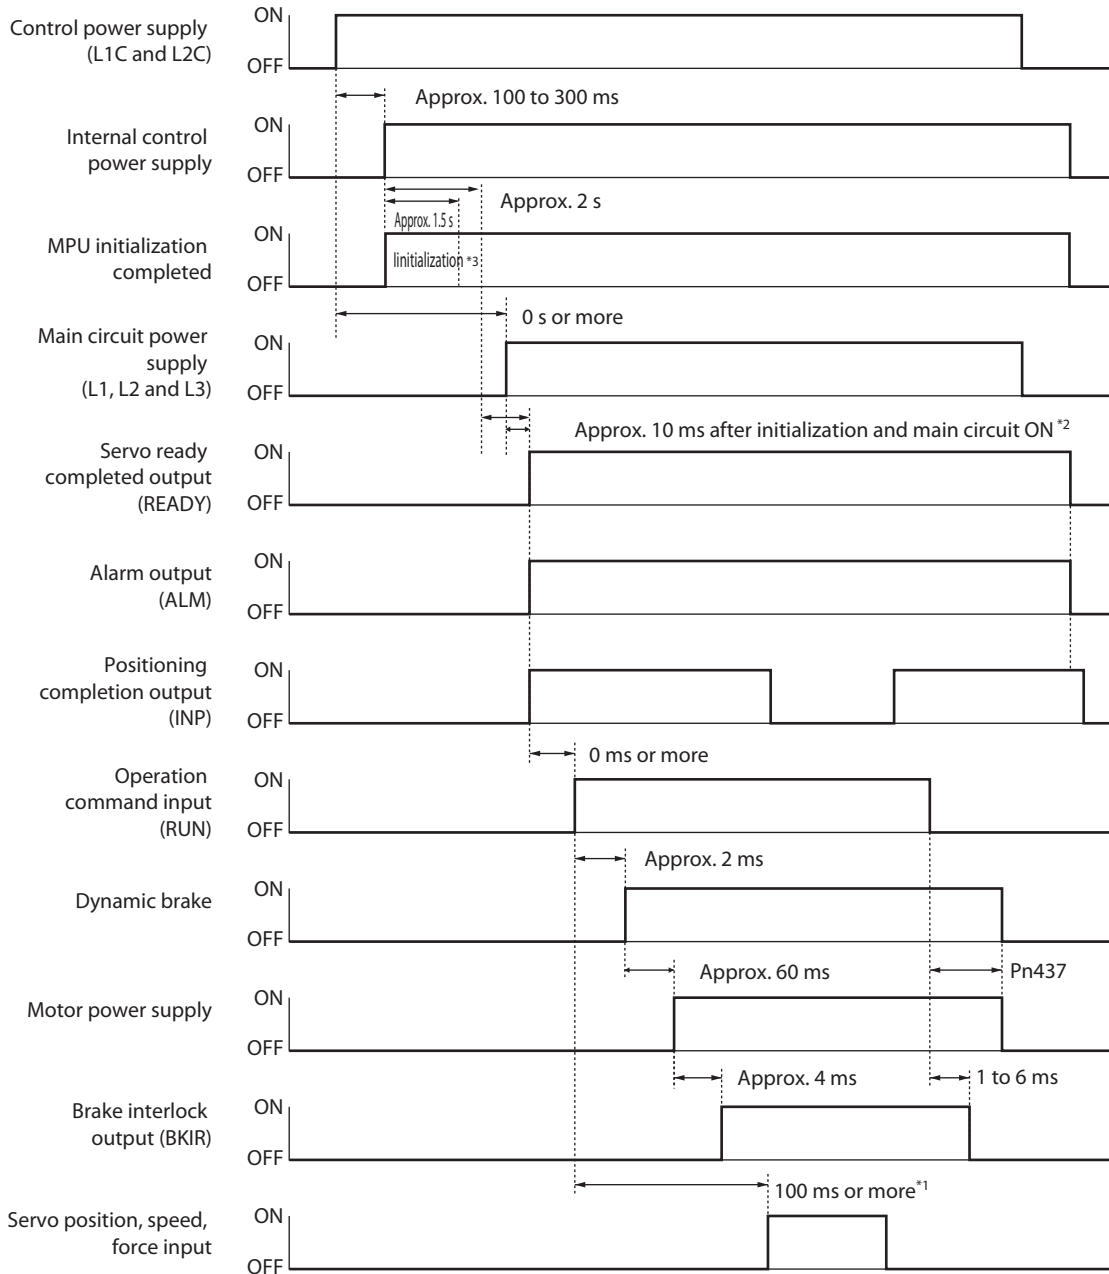 Control power supply
(L1C and L2C)
ON
OFF
Approx. 100 to 300 ms
Internal control
power supply
ON
OFF
Approx. 2 s
Approx. 1.5 s
MPU initialization
completed
ON
OFF
Iinitialization *3
0 s or more
Main circuit power
supply
(L1, L2 and L3)
ON
OFF
Approx. 10 ms after initialization and main circuit ON *2
Servo ready
completed output
(READY)
ON
OFF
Alarm output
(ALM)
ON
OFF
Positioning
completion output
(INP)
ON
OFF
0 ms or more
Operation
command input
(RUN)
ON
OFF
Approx. 2 ms
Dynamic brake
ON
OFF
Approx. 60 ms
Pn437
Motor power supply
ON
OFF
Approx. 4 ms
1 to 6 ms
Brake interlock
output (BKIR)
ON
OFF
100 ms or more*1
Servo position, speed,
force input
ON
OFF